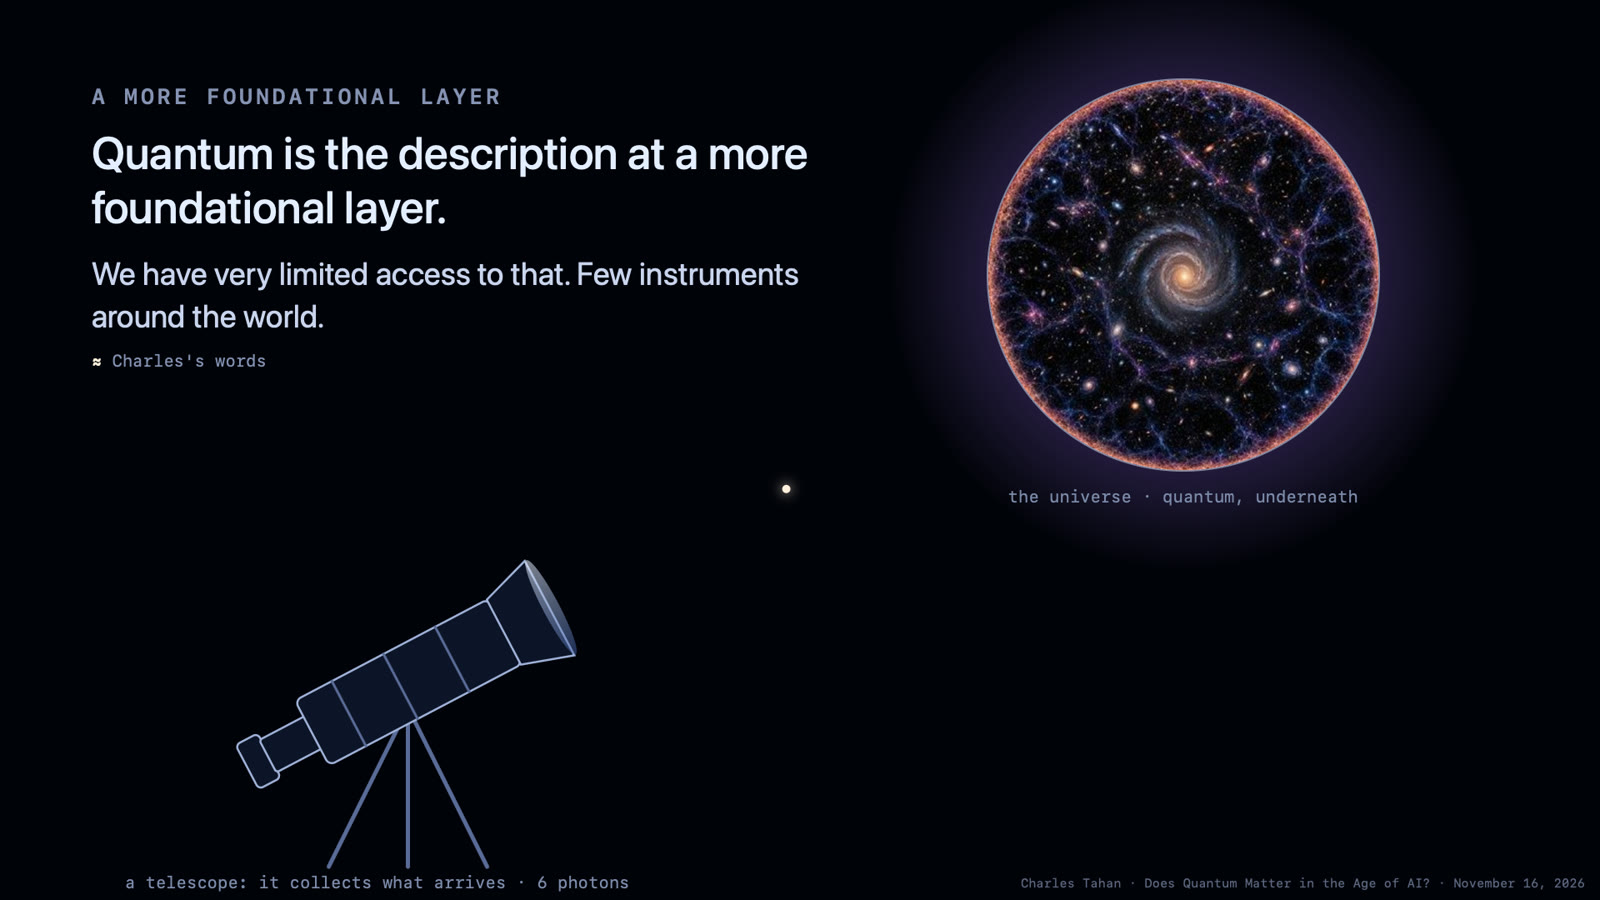 A MORE FOUNDATIONAL LAYER
Quantum is the description at a more
foundational layer.
We have very limited access to that. Few instruments
around the world.
≈ Charles's words
the universe · quantum, underneath
a telescope: it collects what arrives · 6 photons
Charles Tahan · Does Quantum Matter in the Age of AI? · November 16, 2026